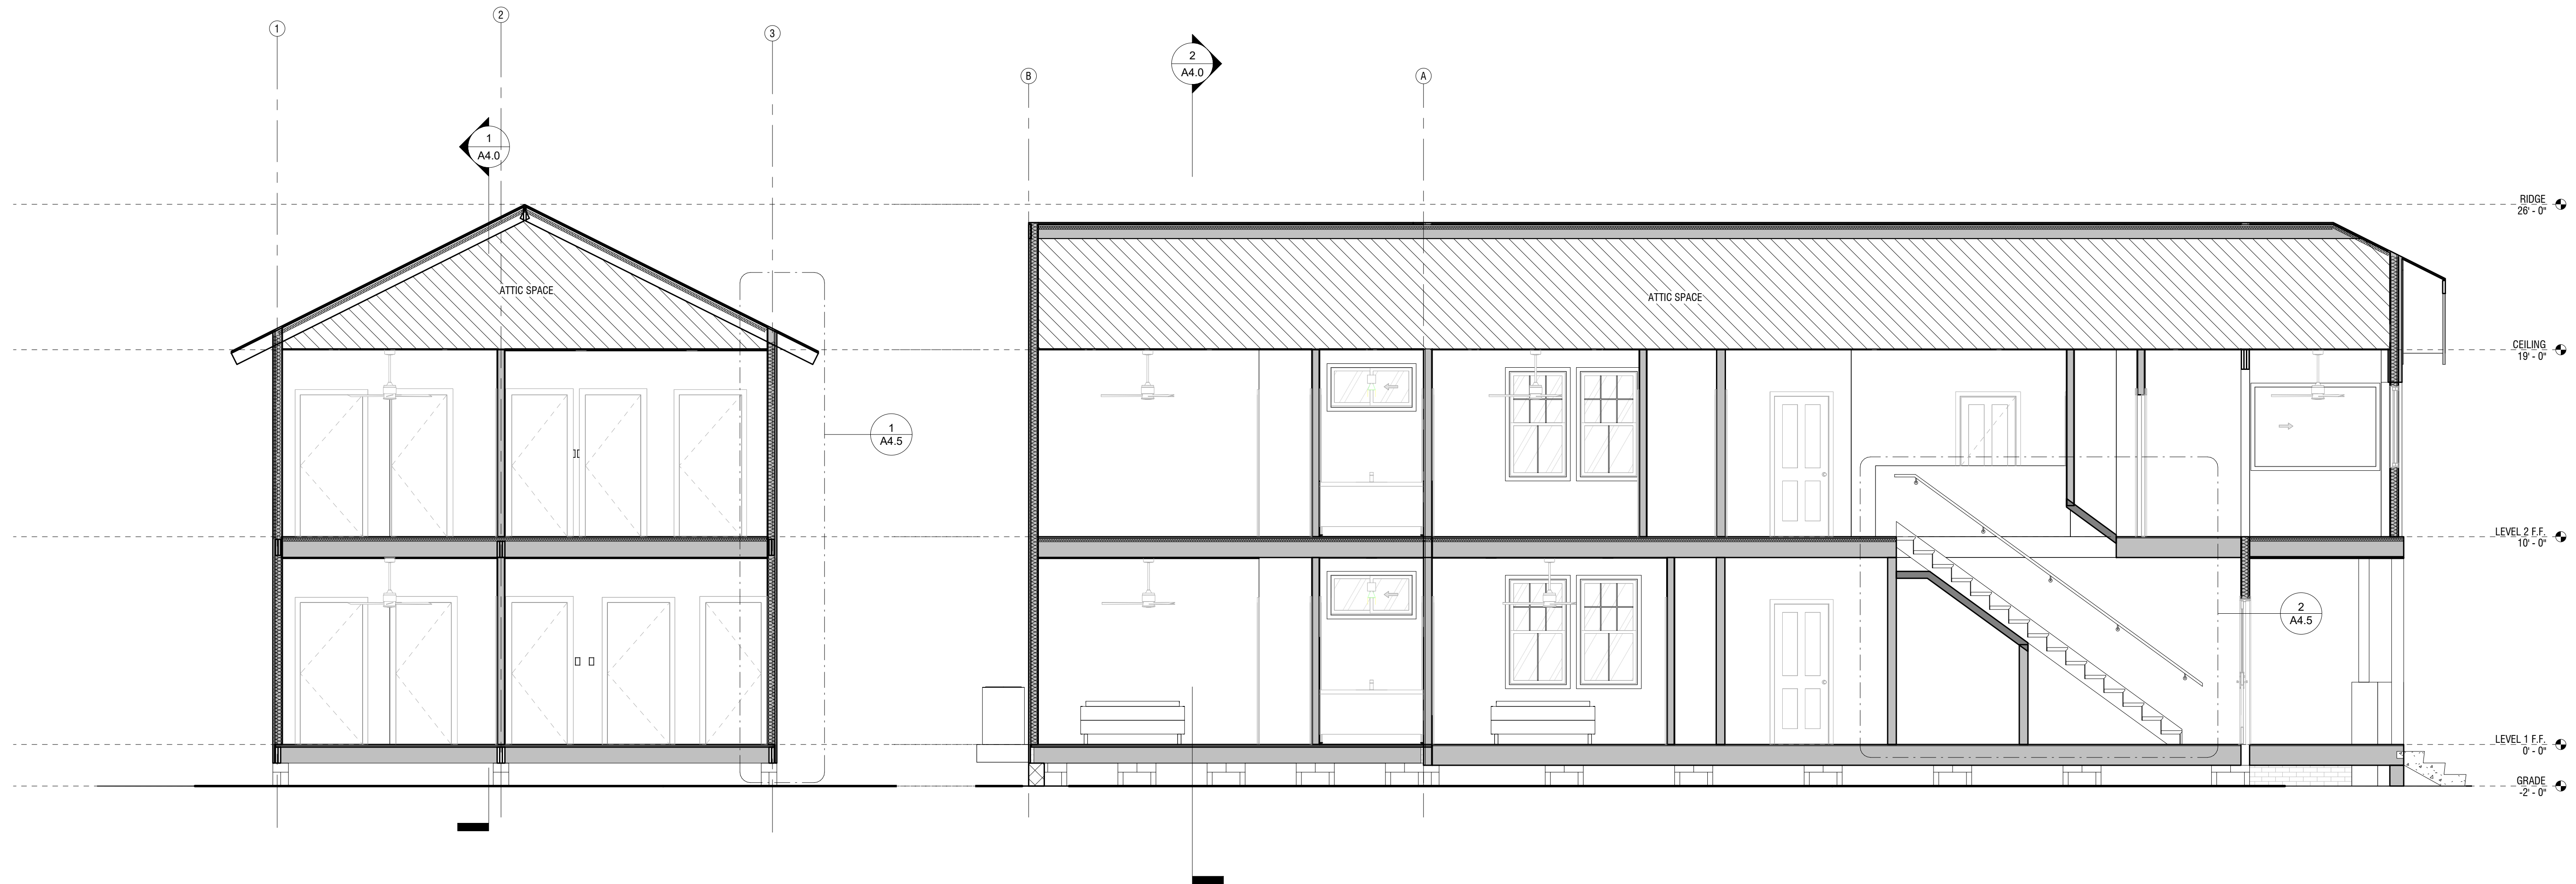 1
2
3
B
2
A4.0
A
1
A4.0
RIDGE
26' - 0"
ATTIC SPACE
ATTIC SPACE
CEILING
19' - 0"
1
A4.5
LEVEL 2 F.F.
10' - 0"
2
A4.5
LEVEL 1 F.F.
0' - 0"
GRADE
-2' - 0"